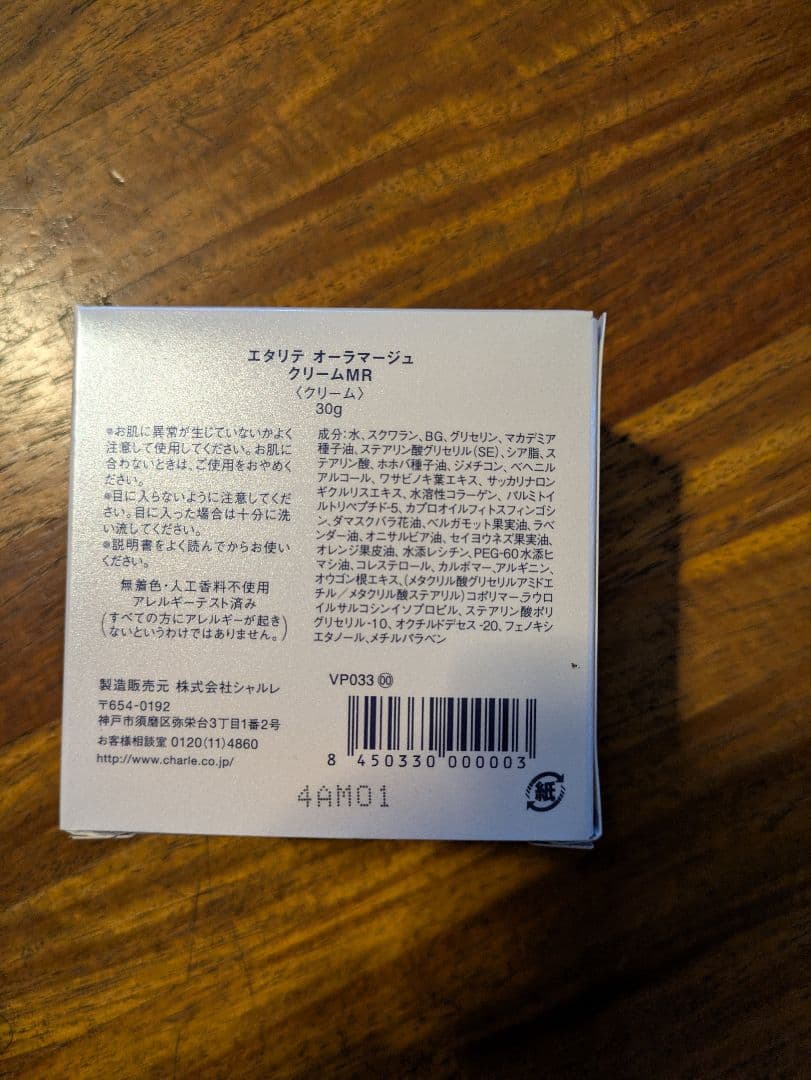 エタリテ オーラマージュ
クリームMR
〈クリーム〉
30g
※お肌に異常が生じていないかよく
注意して使用してください。お肌に
合わないときは、ご使用をおやめく
ださい。
※目に入らないように注意してくだ
さい。目に入った場合は十分に洗
い流してください。
※説明書をよく読んでからお使い
ください。
無着色・人工香料不使用
アレルギーテスト済み
(すべての方にアレルギーが起き
ないというわけではありません。)
成分:水、スクワラン、BG、グリセリン、マカデミア
種子油、ステアリン酸グリセリル(SE)、シア脂、ス
テアリン酸、ホホバ種子油、ジメチコン、ベヘニル
アルコール、ワサビノキ葉エキス、サッカリナロン
ギクルリスエキス、水溶性コラーゲン、パルミトイ
ルトリペプチド-5、カプロオイルフィトスフィンゴシ
ン、ダマスクバラ花油、ベルガモット果実油、ラベ
ンダー油、オニサルビア油、セイヨウネズ果実油、
オレンジ果皮油、水添レシチン、PEG-60水添ヒ
マシ油、コレステロール、カルボマー、アルギニン、
オウゴン根エキス、(メタクリル酸グリセリルアミドエ
チル/メタクリル酸ステアリル)コポリマー、ラウロ
イルサルコシンイソプロピル、ステアリン酸ポリ
グリセリル-10、オクチルドデセス-20、フェノキシ
エタノール、メチルパラベン
製造販売元 株式会社シャルレ
〒654-0192
神戸市須磨区弥栄台3丁目1番2号
お客様相談室 0120(11)4860
http://www.charle.co.jp/
VP033 00
8 450330 000003
4AM01
紙